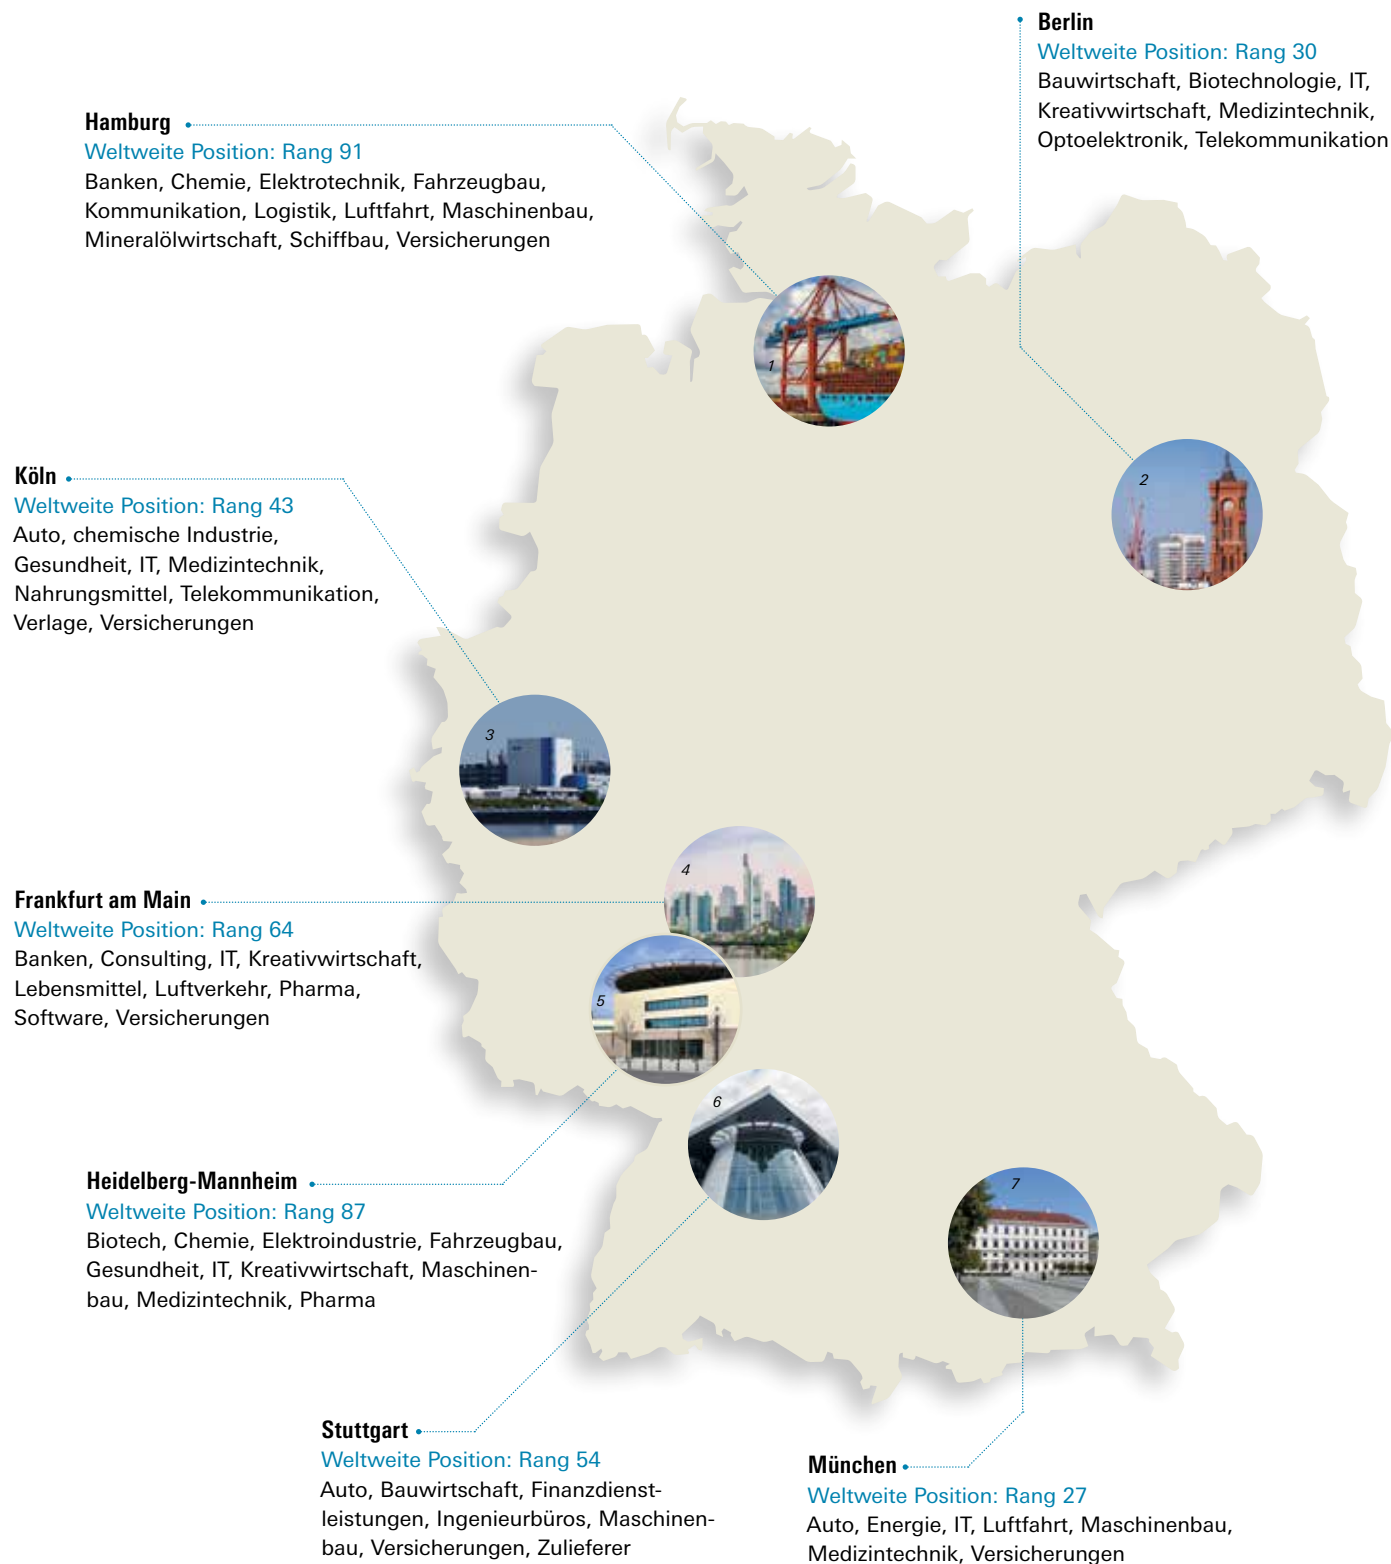 Berlin
Weltweite Position: Rang 30
Bauwirtschaft, Biotechnologie, IT,
Kreativwirtschaft, Medizintechnik,
Optoelektronik, Telekommunikation
Hamburg
Weltweite Position: Rang 91
Banken, Chemie, Elektrotechnik, Fahrzeugbau,
Kommunikation, Logistik, Luftfahrt, Maschinenbau,
Mineralölwirtschaft, Schiffbau, Versicherungen
1
2
Köln
Weltweite Position: Rang 43
Auto, chemische Industrie,
Gesundheit, IT, Medizintechnik,
Nahrungsmittel, Telekommunikation,
Verlage, Versicherungen
3
4
Frankfurt am Main
Weltweite Position: Rang 64
Banken, Consulting, IT, Kreativwirtschaft,
Lebensmittel, Luftverkehr, Pharma,
Software, Versicherungen
5
6
Heidelberg-Mannheim
Weltweite Position: Rang 87
Biotech, Chemie, Elektroindustrie, Fahrzeugbau,
Gesundheit, IT, Kreativwirtschaft, Maschinen-
bau, Medizintechnik, Pharma
7
Stuttgart
Weltweite Position: Rang 54
Auto, Bauwirtschaft, Finanzdienst-
leistungen, Ingenieurbüros, Maschinen-
bau, Versicherungen, Zulieferer
München
Weltweite Position: Rang 27
Auto, Energie, IT, Luftfahrt, Maschinenbau,
Medizintechnik, Versicherungen